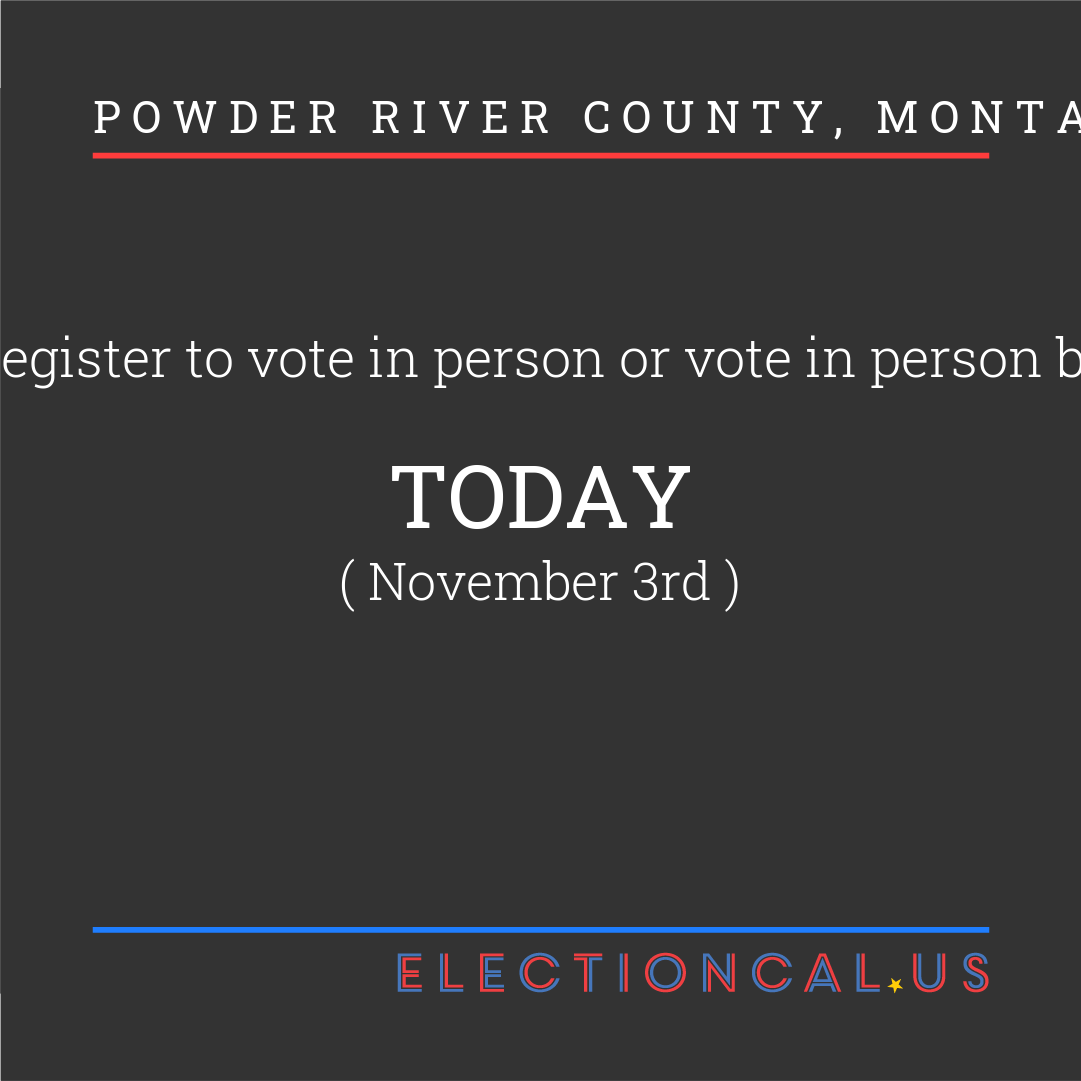 POWDER RIVER COUNTY, MONTA
egister to vote in person or vote in person b
TODAY
( November 3rd )
ELECTIONCAL.US